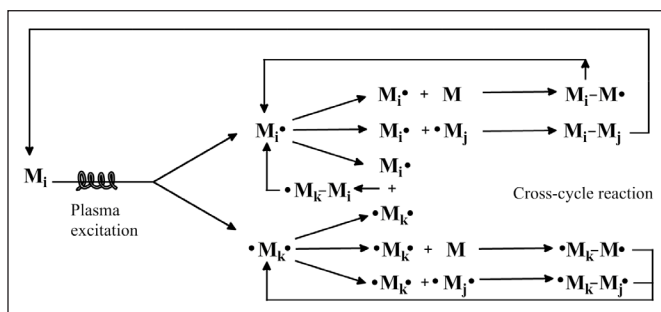 Mᵢ• + M Mᵢ–M•
Mᵢ• Mᵢ• + •Mⱼ Mᵢ–Mⱼ
Mᵢ•
Mᵢ •Mₖ–Mᵢ + Cross-cycle reaction
Plasma
excitation
•Mₖ•
•Mₖ• •Mₖ• + M •Mₖ–M•
•Mₖ• + •Mⱼ• •Mₖ–Mⱼ•